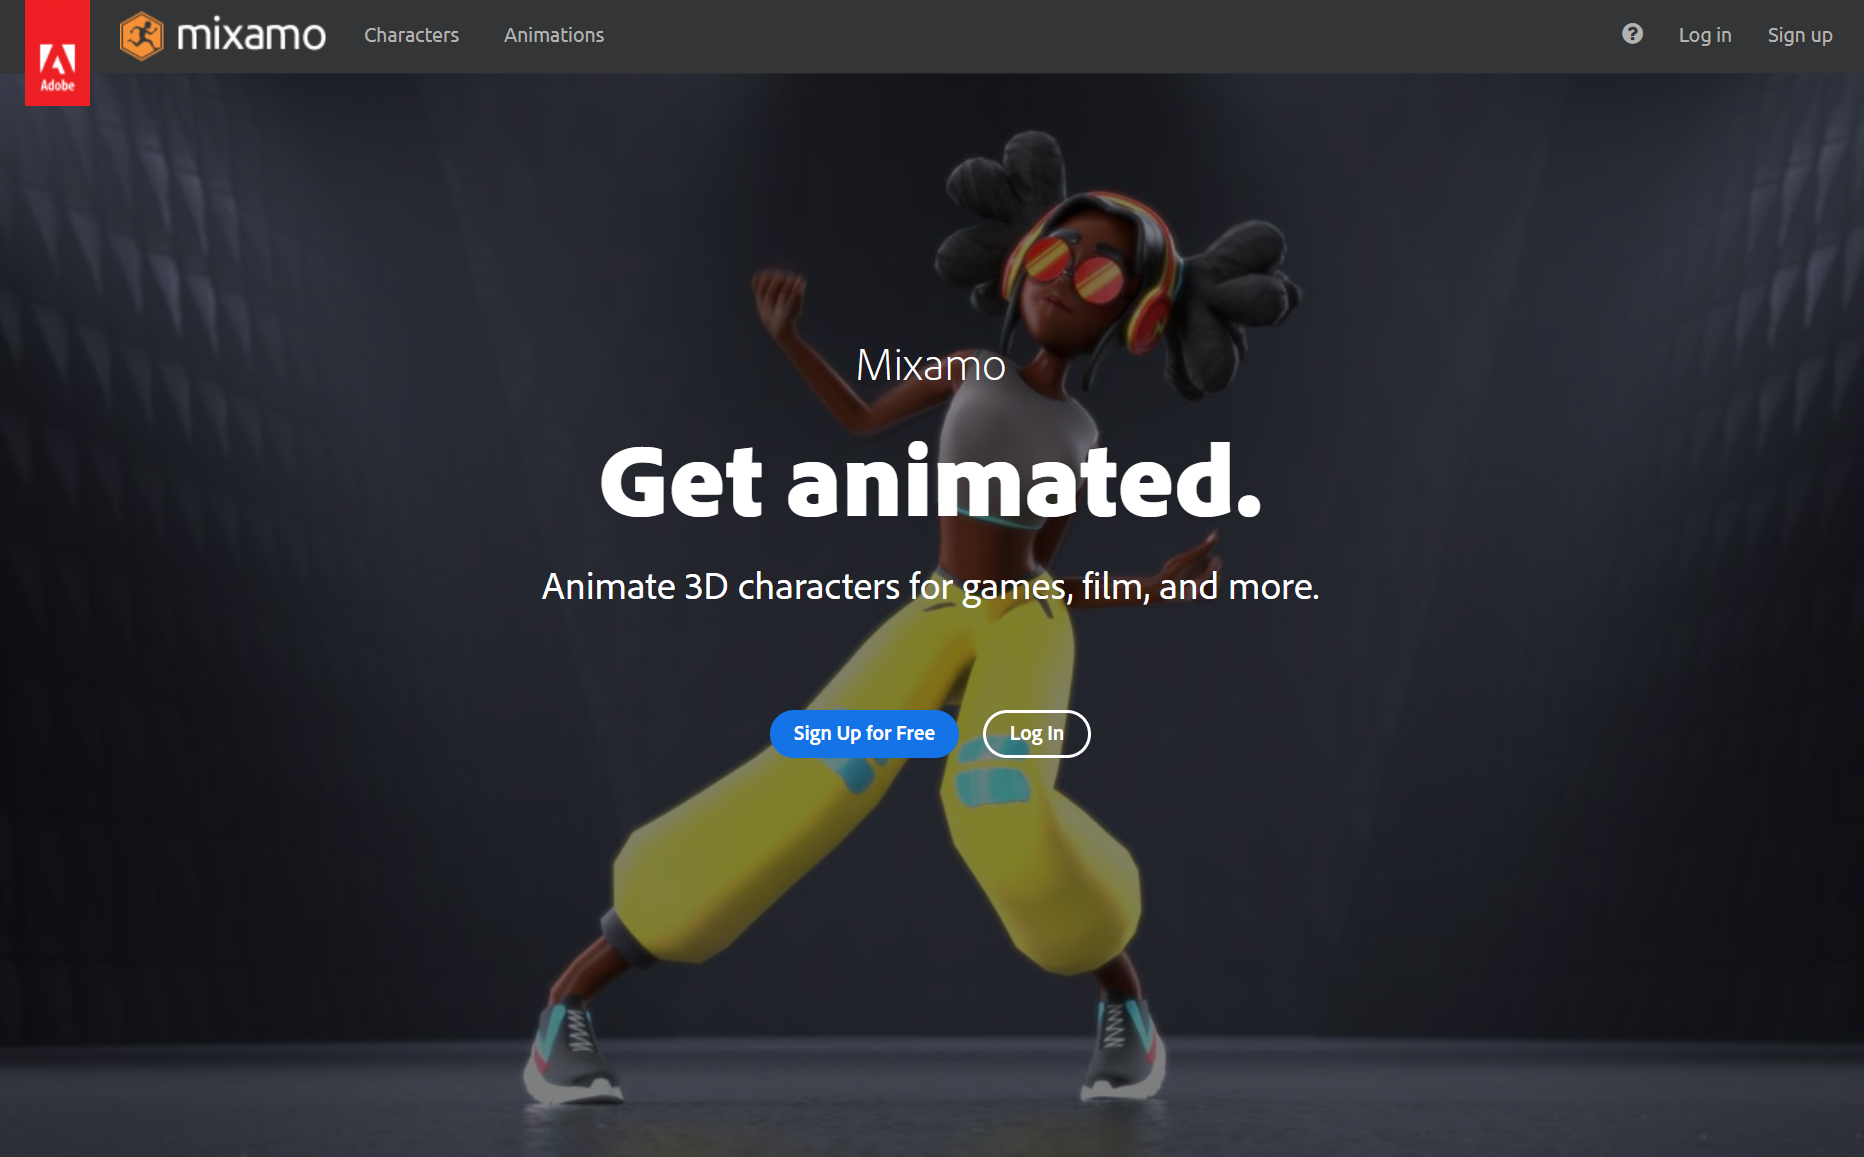 Adobe
mixamo
Characters
Animations
?
Log in
Sign up
Mixamo
Get animated.
Animate 3D characters for games, film, and more.
Sign Up for Free
Log In